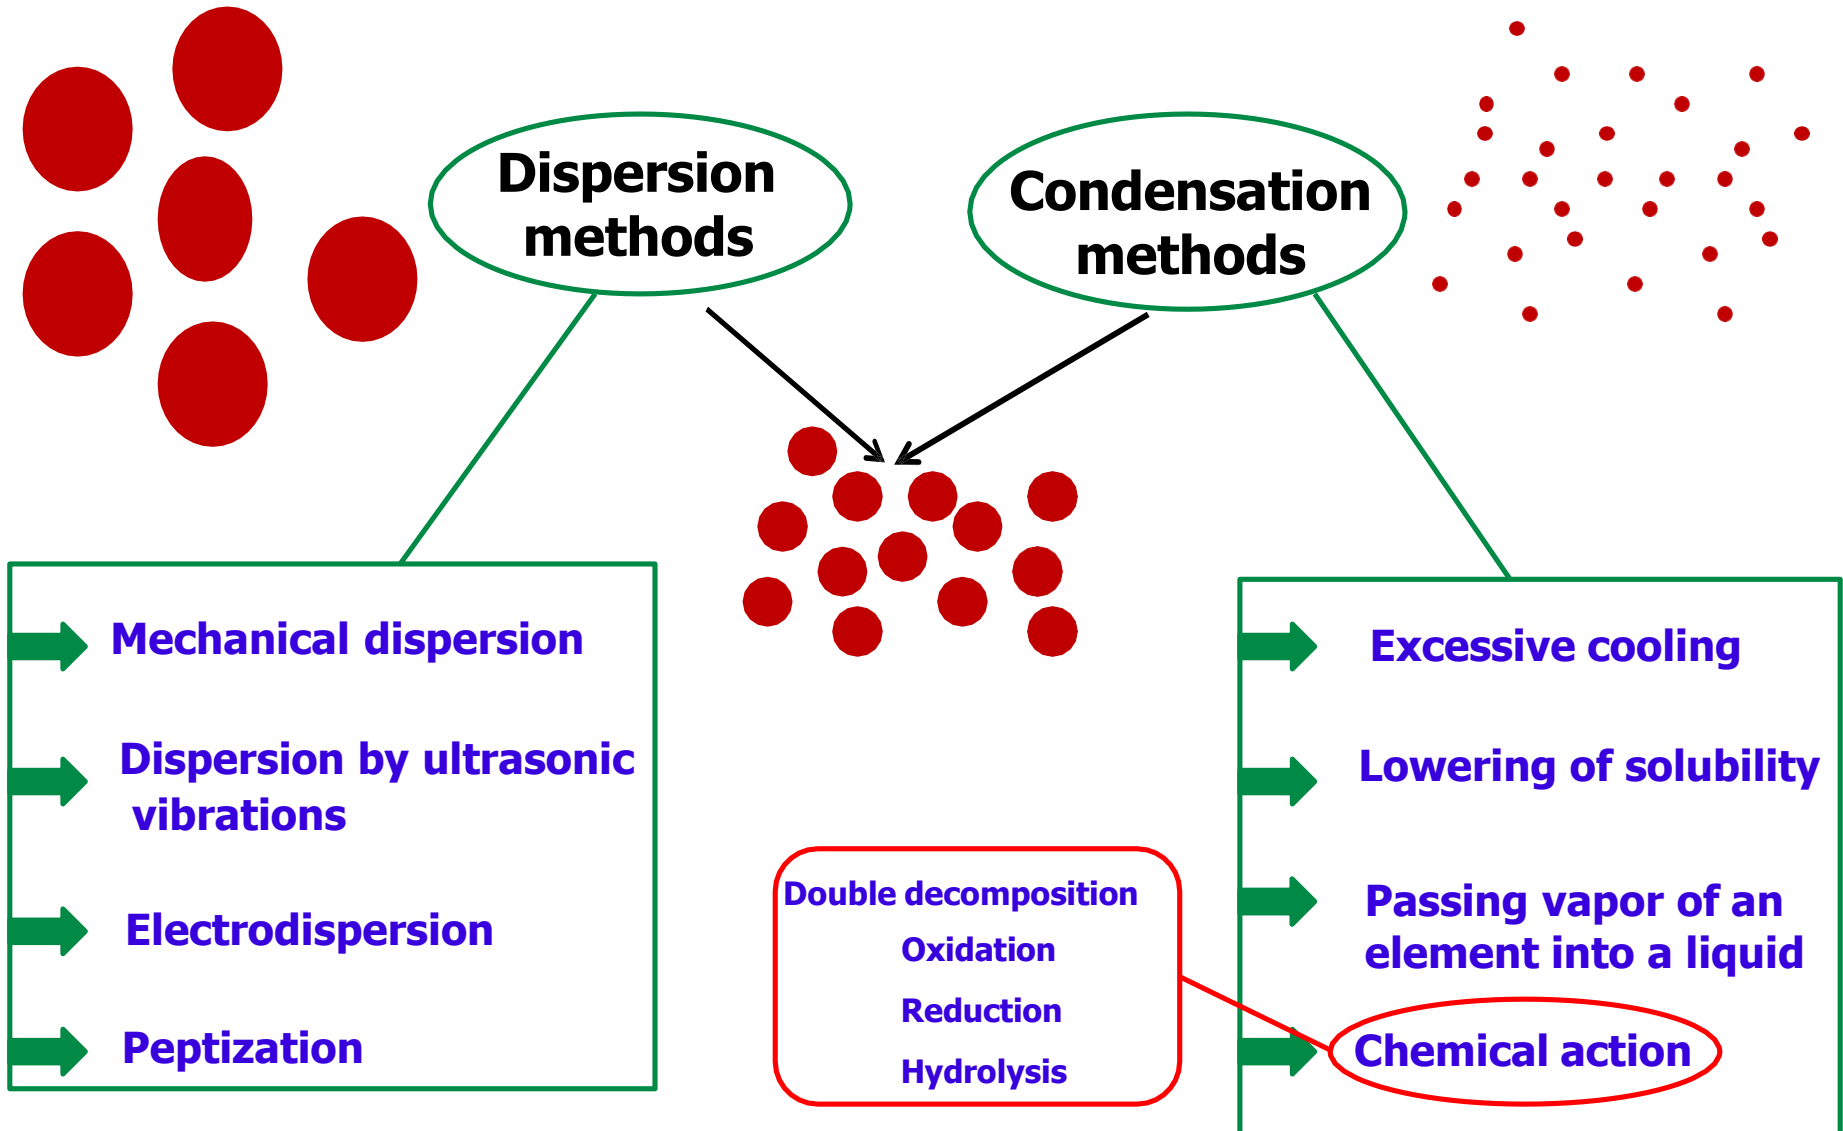 Dispersion
methods
Condensation
methods
Mechanical dispersion
Dispersion by ultrasonic
vibrations
Electrodispersion
Peptization
Double decomposition
Oxidation
Reduction
Hydrolysis
Excessive cooling
Lowering of solubility
Passing vapor of an
element into a liquid
Chemical action